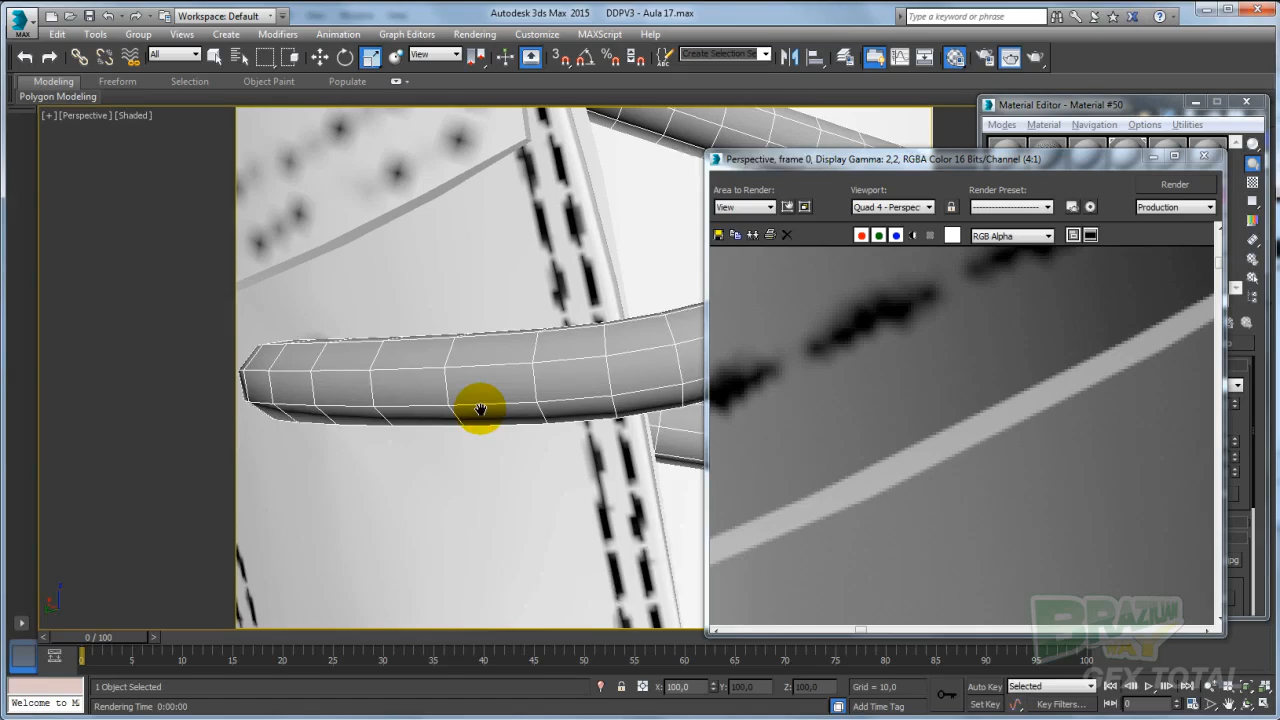 Workspace: Default
Autodesk 3ds Max 2015 DDPV3 - Aula 17.max
Type a keyword or phrase
MAX
Edit Tools Group Views Create Modifiers Animation Graph Editors Rendering Customize MAXScript Help
All View Create Selection Se
Modeling Freeform Selection Object Paint Populate
Polygon Modeling
[+] [Perspective] [Shaded]
Material Editor - Material #50
Modes Material Navigation Options Utilities
Perspective, frame 0, Display Gamma: 2,2, RGBA Color 16 Bits/Channel (4:1)
Area to Render: Viewport: Render Preset: Render
View Quad 4 - Perspec Production
RGB Alpha
BRAZILIAN
WAY
GFX TOTAL
0 / 100
0 5 10 15 20 25 30 35 40 45 50 55 60 65 70 75 80 85 90 95 100
1 Object Selected X: 100,0 Y: 100,0 Z: 100,0 Grid = 10,0 Auto Key Selected
Welcome to M Rendering Time 0:00:00 Add Time Tag Set Key Key Filters... 0